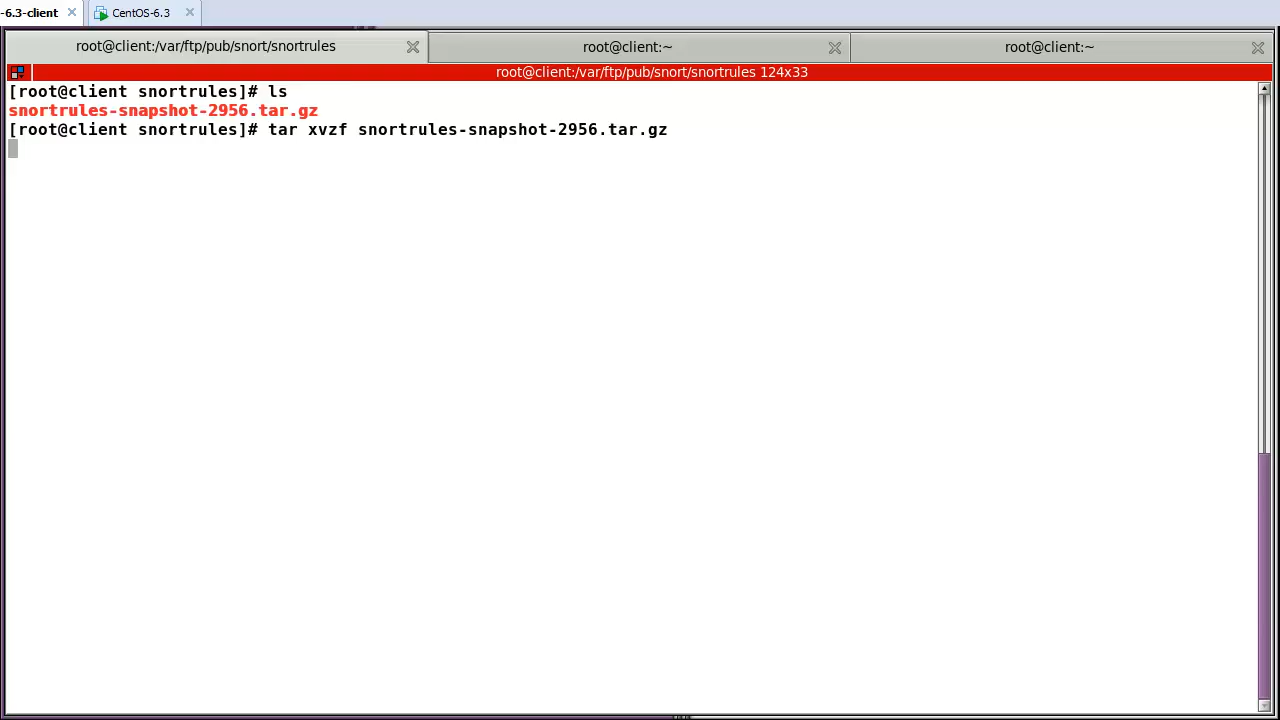 -6.3-client CentOS-6.3
root@client:/var/ftp/pub/snort/snortrules root@client:~ root@client:~
root@client:/var/ftp/pub/snort/snortrules 124x33
[root@client snortrules]# ls
snortrules-snapshot-2956.tar.gz
[root@client snortrules]# tar xvzf snortrules-snapshot-2956.tar.gz